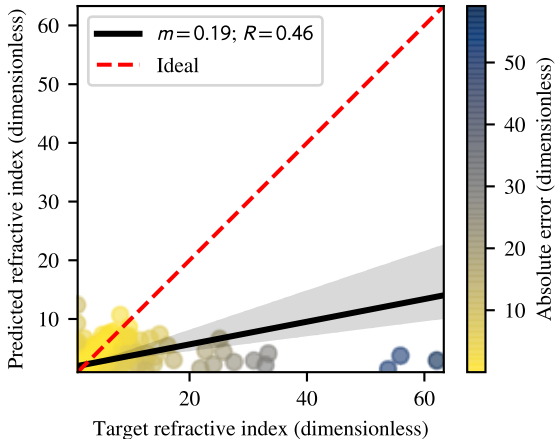 m = 0.19; R = 0.46
Ideal
Predicted refractive index (dimensionless)
60
50
40
30
20
10
20
40
60
Target refractive index (dimensionless)
50
40
30
20
10
Absolute error (dimensionless)